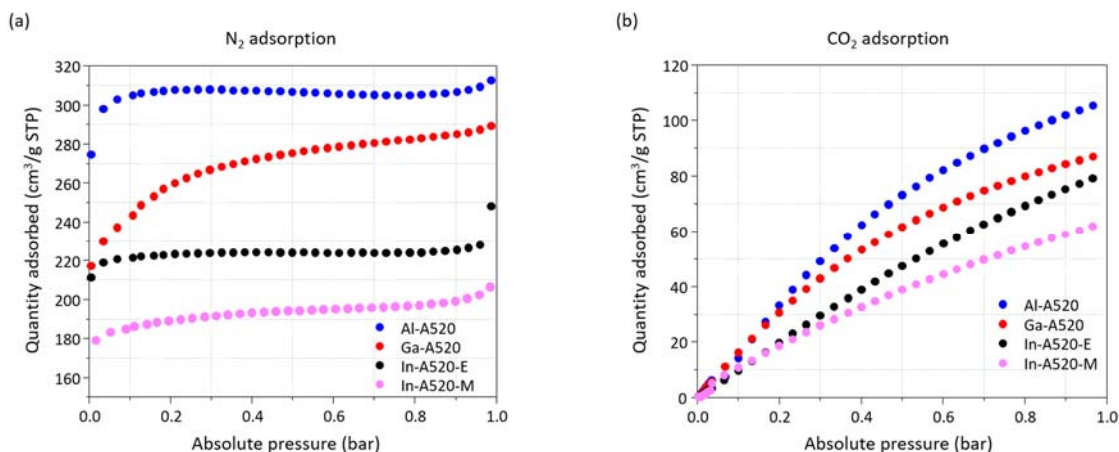 (a)
N₂ adsorption
Quantity adsorbed (cm³/g STP)
320
300
280
260
240
220
200
180
160
0.0
0.2
0.4
0.6
0.8
1.0
Absolute pressure (bar)
Al-A520
Ga-A520
In-A520-E
In-A520-M
(b)
CO₂ adsorption
Quantity adsorbed (cm³/g STP)
120
100
80
60
40
20
0
0.0
0.2
0.4
0.6
0.8
1.0
Absolute pressure (bar)
Al-A520
Ga-A520
In-A520-E
In-A520-M